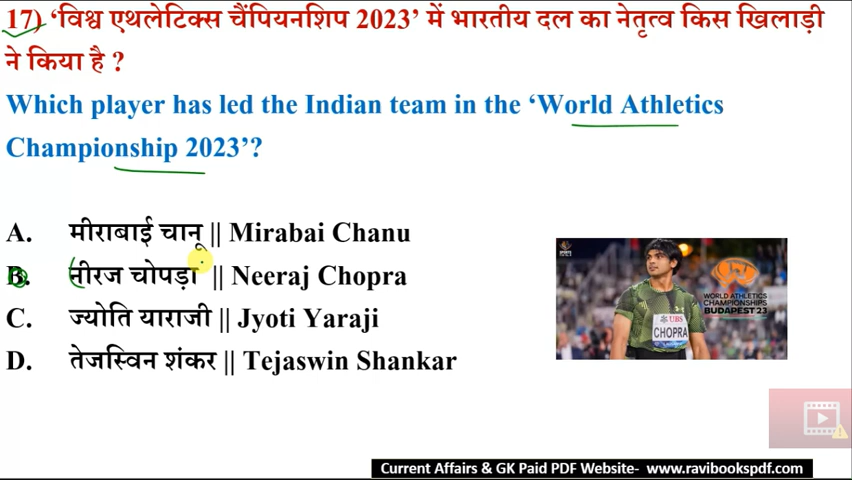 17) ‘विश्व एथलेटिक्स चैंपियनशिप 2023’ में भारतीय दल का नेतृत्व किस खिलाड़ी
ने किया है ?
Which player has led the Indian team in the ‘World Athletics
Championship 2023’?
A. मीराबाई चानू || Mirabai Chanu
B. नीरज चोपड़ा || Neeraj Chopra
C. ज्योति याराजी || Jyoti Yaraji
D. तेजस्विन शंकर || Tejaswin Shankar
WORLD ATHLETICS
CHAMPIONSHIPS
BUDAPEST 23
UBS
CHOPRA
Current Affairs & GK Paid PDF Website- www.ravibookspdf.com